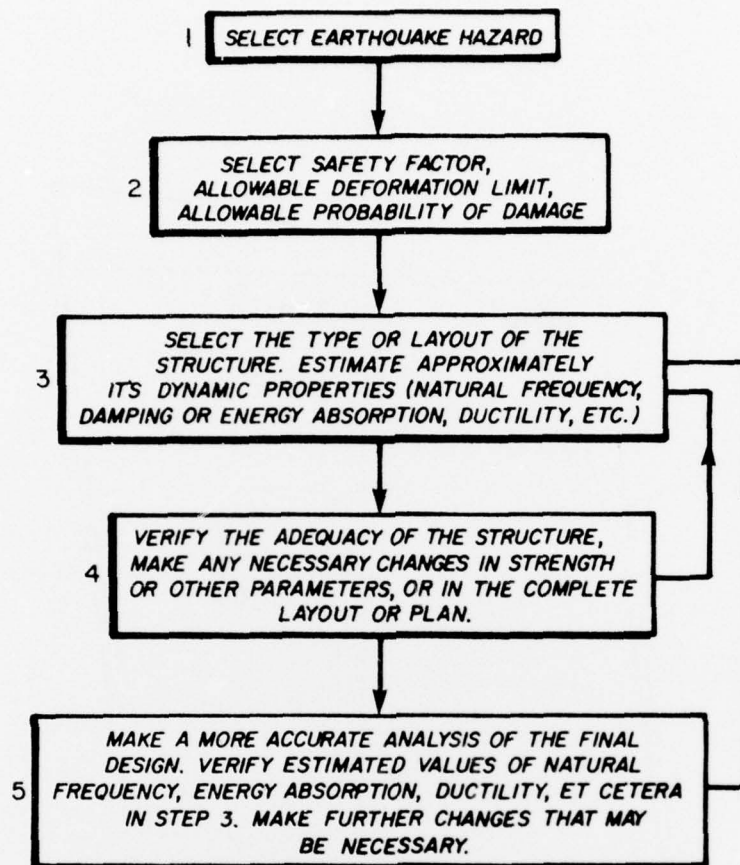 1 SELECT EARTHQUAKE HAZARD
SELECT SAFETY FACTOR,
2 ALLOWABLE DEFORMATION LIMIT,
ALLOWABLE PROBABILITY OF DAMAGE
SELECT THE TYPE OR LAYOUT OF THE
STRUCTURE. ESTIMATE APPROXIMATELY
3 IT'S DYNAMIC PROPERTIES (NATURAL FREQUENCY,
DAMPING OR ENERGY ABSORPTION, DUCTILITY, ETC.)
VERIFY THE ADEQUACY OF THE STRUCTURE,
MAKE ANY NECESSARY CHANGES IN STRENGTH
4 OR OTHER PARAMETERS, OR IN THE COMPLETE
LAYOUT OR PLAN.
MAKE A MORE ACCURATE ANALYSIS OF THE FINAL
DESIGN. VERIFY ESTIMATED VALUES OF NATURAL
5 FREQUENCY, ENERGY ABSORPTION, DUCTILITY, ET CETERA
IN STEP 3. MAKE FURTHER CHANGES THAT MAY
BE NECESSARY.